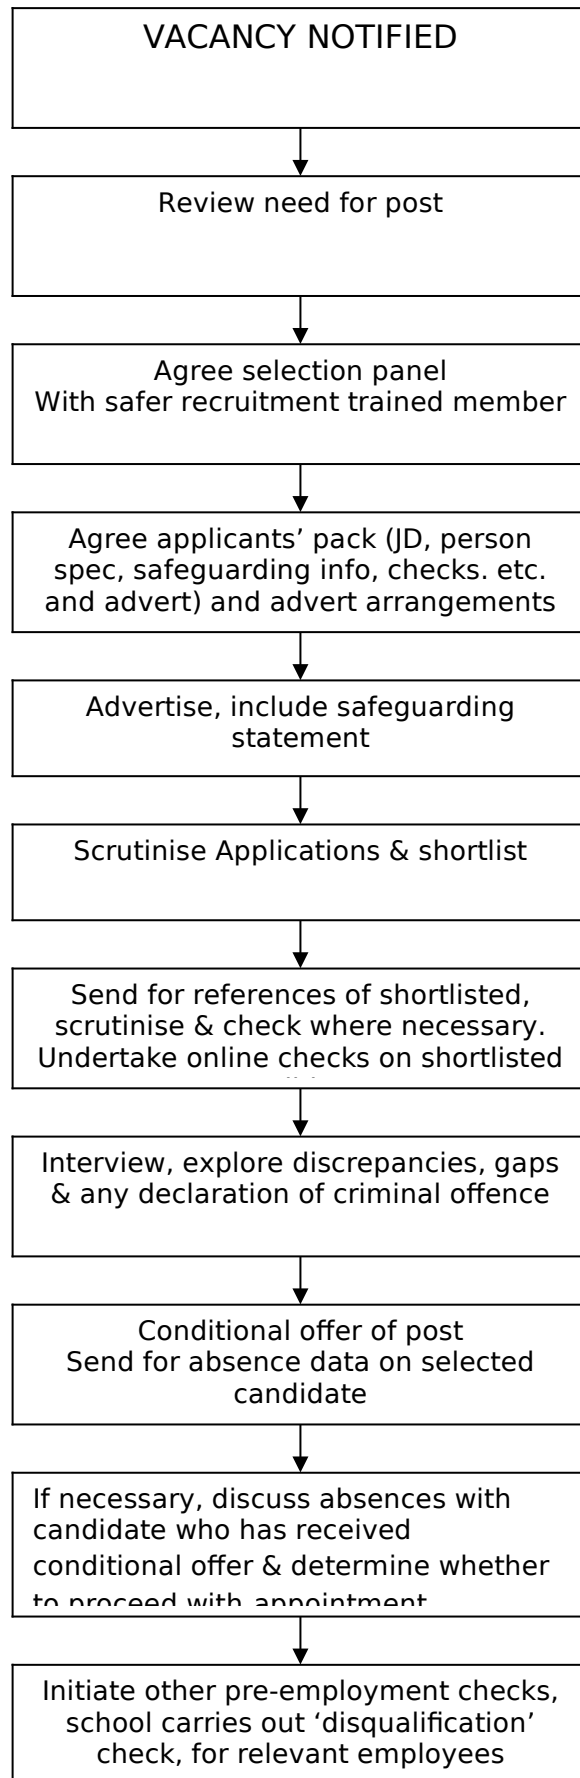 VACANCY NOTIFIED
Review need for post
Agree selection panel
With safer recruitment trained member
Agree applicants’ pack (JD, person
spec, safeguarding info, checks. etc.
and advert) and advert arrangements
Advertise, include safeguarding
statement
Scrutinise Applications & shortlist
Send for references of shortlisted,
scrutinise & check where necessary.
Undertake online checks on shortlisted
Interview, explore discrepancies, gaps
& any declaration of criminal offence
Conditional offer of post
Send for absence data on selected
candidate
If necessary, discuss absences with
candidate who has received
conditional offer & determine whether
to proceed with appointment
Initiate other pre-employment checks,
school carries out ‘disqualification’
check, for relevant employees